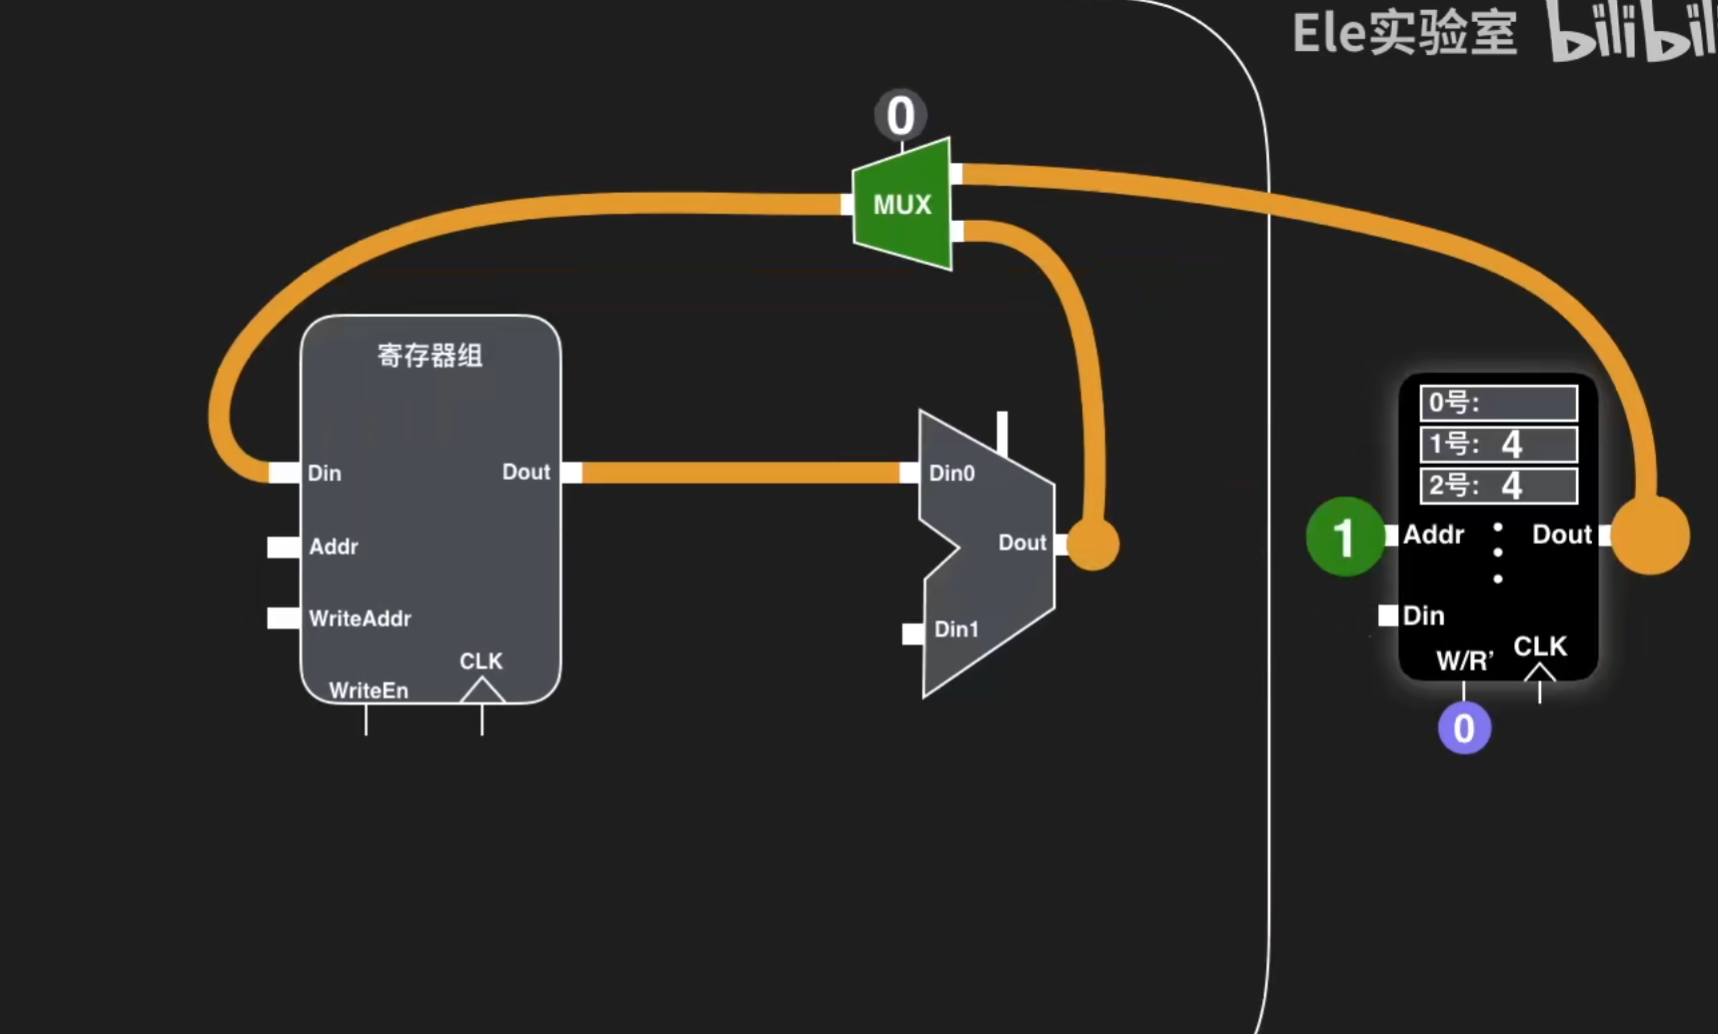 Ele实验室 bilibili
0
MUX
寄存器组
Din
Dout
Addr
WriteAddr
CLK
WriteEn
Din0
Dout
Din1
0号:
1号: 4
2号: 4
1
Addr
Dout
Din
W/R’
CLK
0